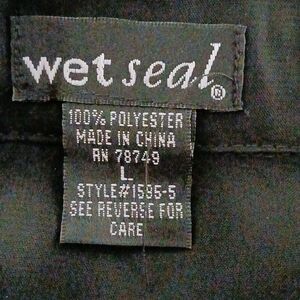 wet seal®
100% POLYESTER
MADE IN CHINA
RN 78749
L
STYLE#1595-5
SEE REVERSE FOR
CARE